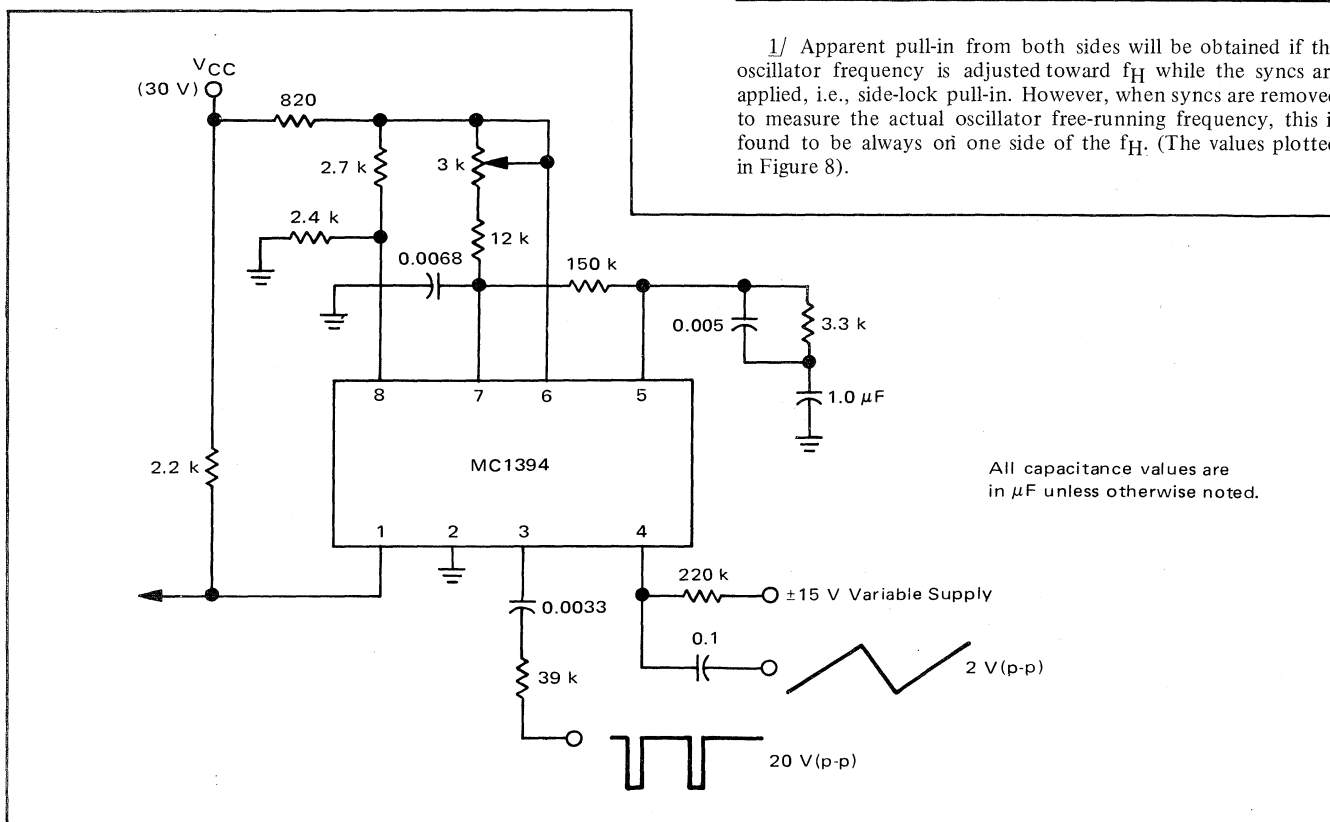 1/ Apparent pull-in from both sides will be obtained if th
oscillator frequency is adjusted toward fH while the syncs ar
applied, i.e., side-lock pull-in. However, when syncs are removed
to measure the actual oscillator free-running frequency, this i
found to be always on one side of the fH. (The values plotted
in Figure 8).
VCC
(30 V)
820
2.7 k
3 k
2.4 k
12 k
0.0068
150 k
0.005
3.3 k
1.0 μF
8
7
6
5
2.2 k
MC1394
All capacitance values are
in μF unless otherwise noted.
1
2
3
4
220 k
±15 V Variable Supply
0.0033
0.1
2 V(p-p)
39 k
20 V(p-p)